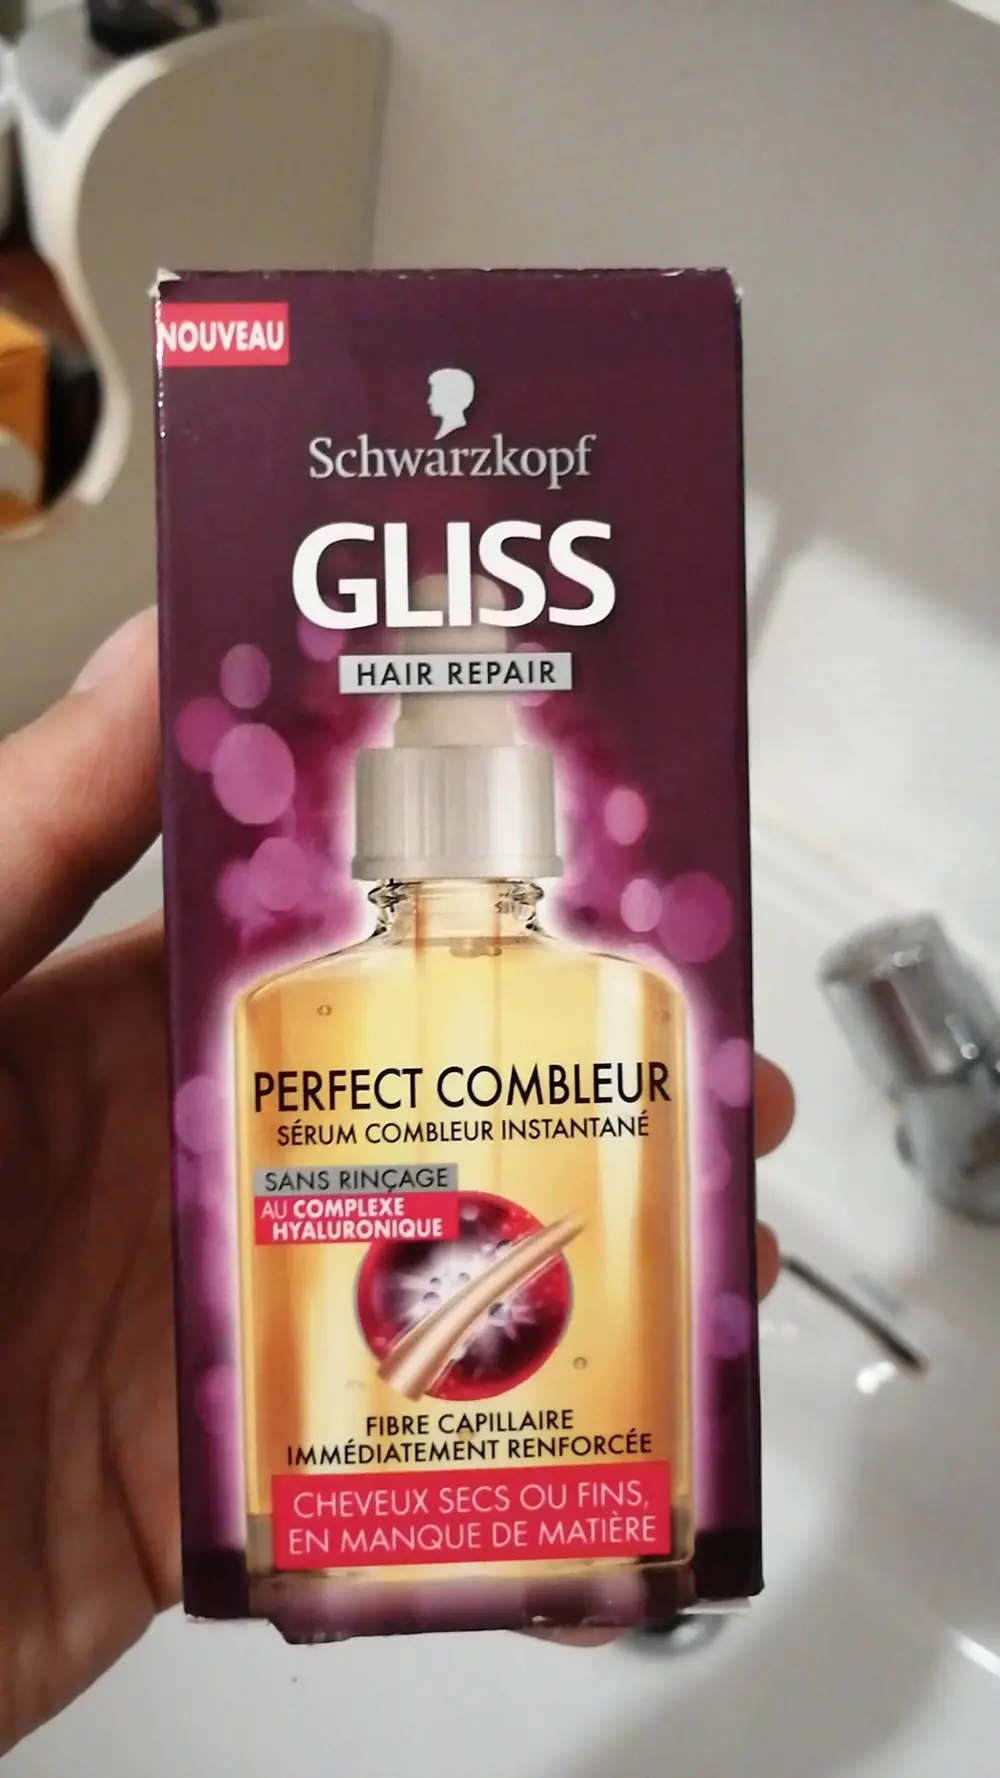 NOUVEAU
Schwarzkopf
GLISS
HAIR REPAIR
PERFECT COMBLEUR
SÉRUM COMBLEUR INSTANTANÉ
SANS RINÇAGE
AU COMPLEXE
HYALURONIQUE
FIBRE CAPILLAIRE
IMMÉDIATEMENT RENFORCÉE
CHEVEUX SECS OU FINS,
EN MANQUE DE MATIÈRE